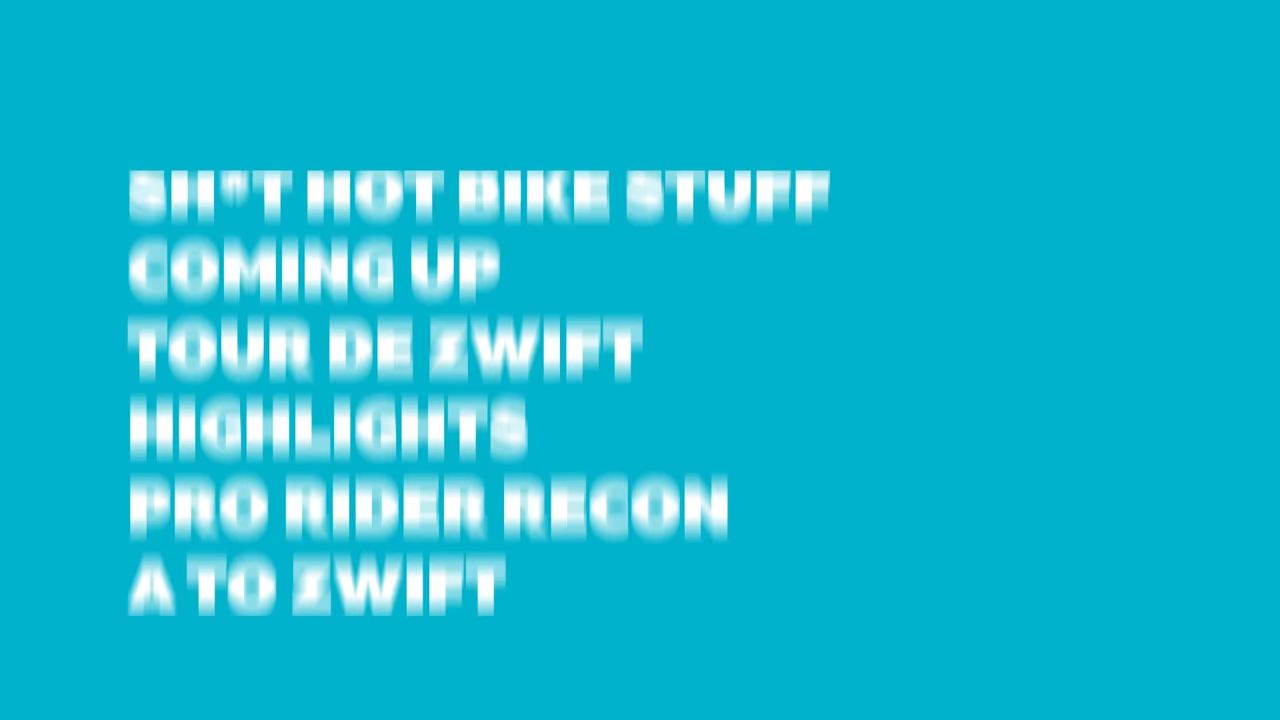 SH*T HOT BIKE STUFF
COMING UP
TOUR DE ZWIFT
HIGHLIGHTS
PRO RIDER RECON
A TO ZWIFT